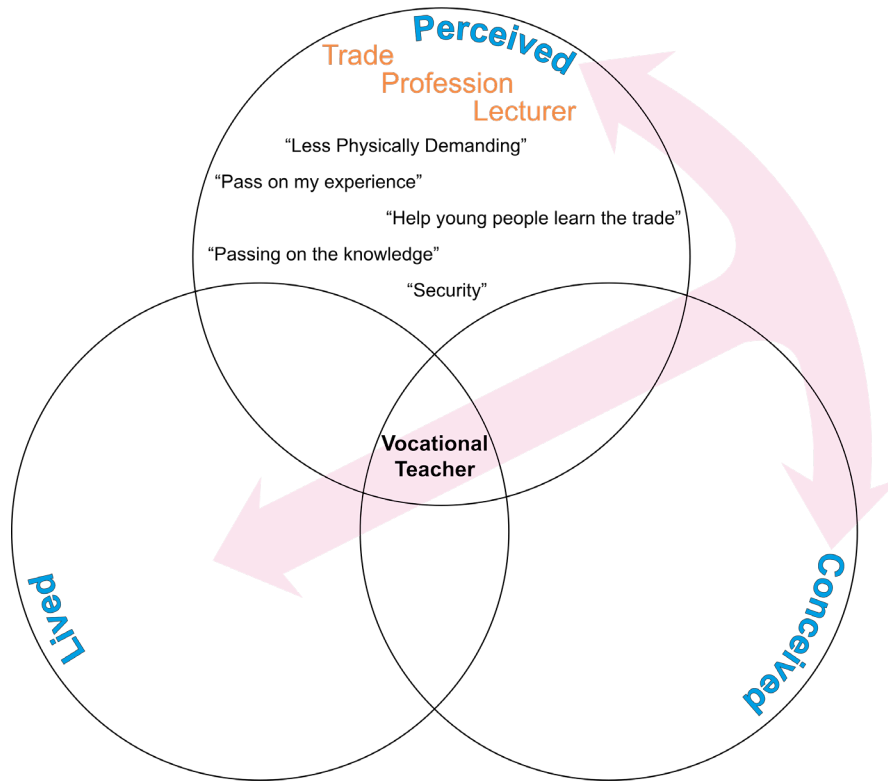 Perceived
Trade
Profession
Lecturer
“Less Physically Demanding”
“Pass on my experience”
“Help young people learn the trade”
“Passing on the knowledge”
“Security”
Vocational
Teacher
Lived
Conceived